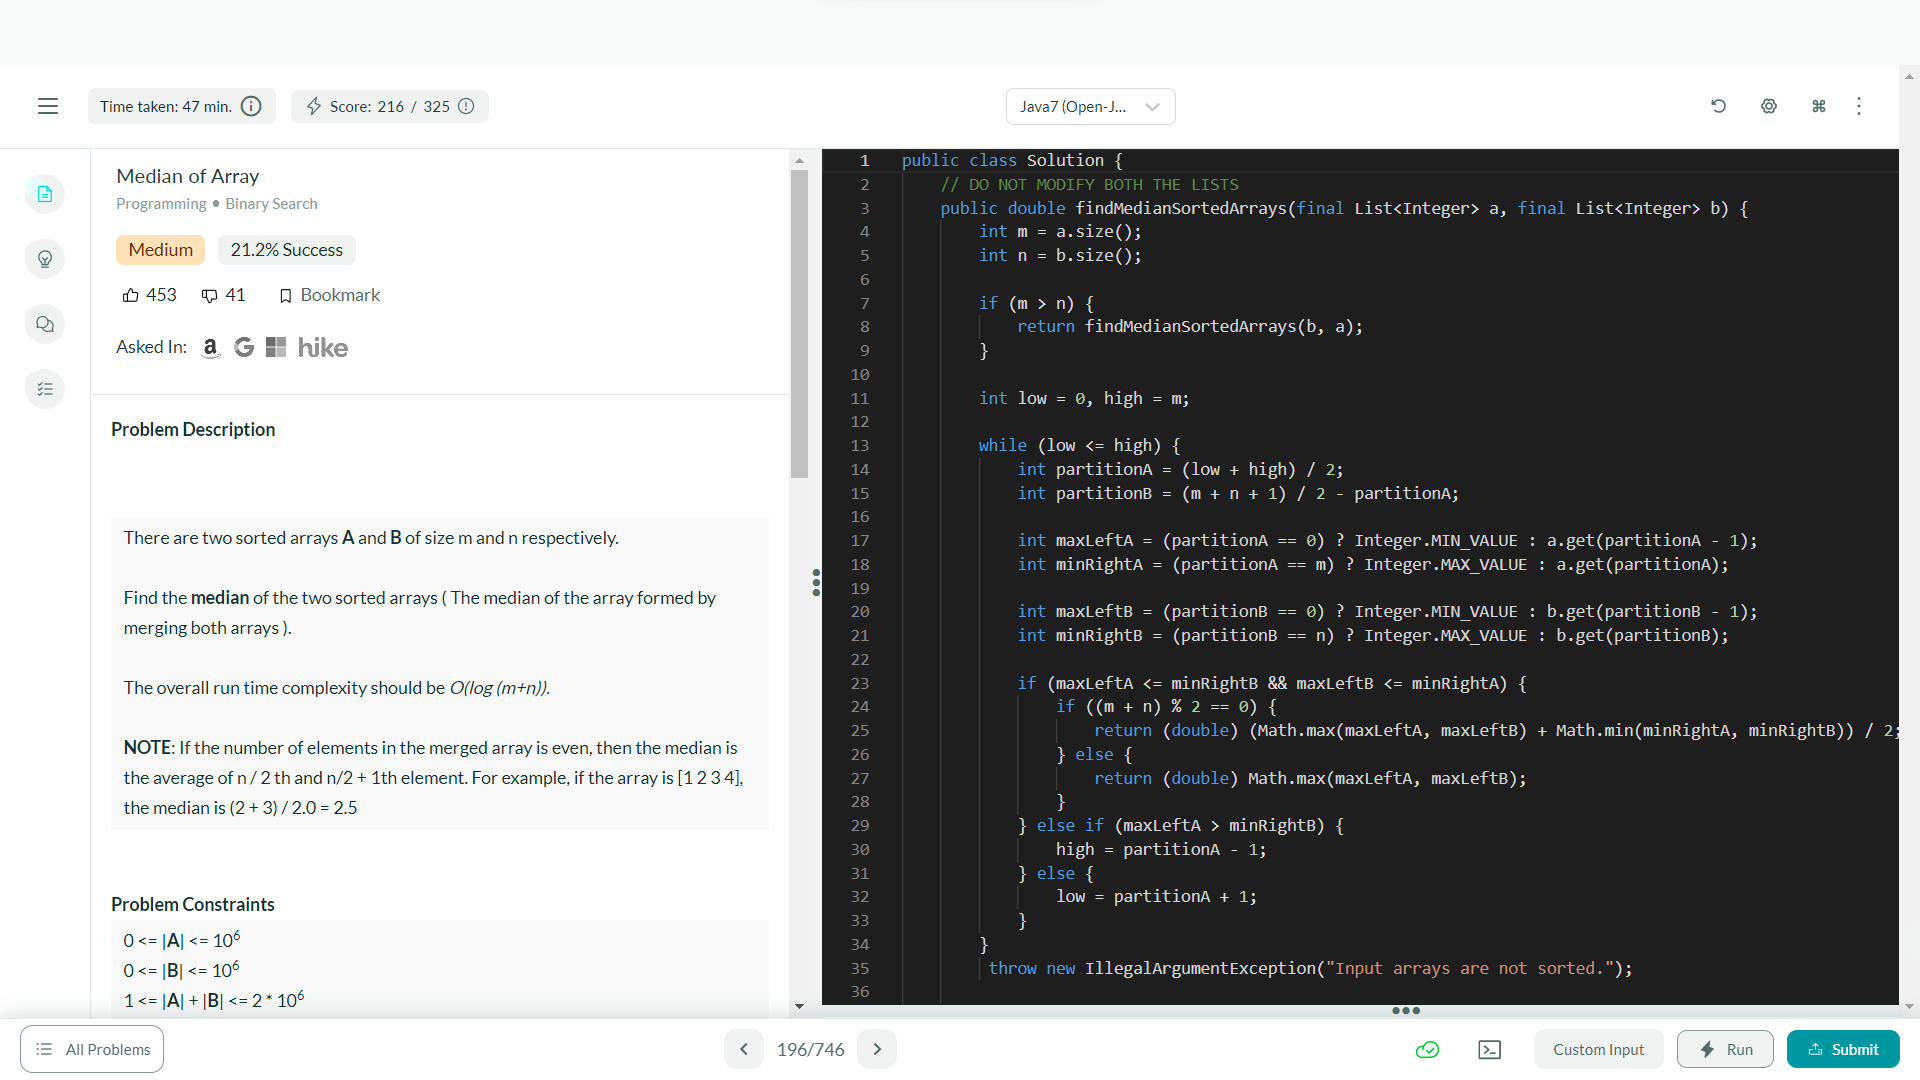 Time taken: 47 min.
Score: 216 / 325
Java7 (Open-J...
Median of Array
Programming • Binary Search
Medium
21.2% Success
453
41
Bookmark
Asked In: a G hike
Problem Description
There are two sorted arrays A and B of size m and n respectively.
Find the median of the two sorted arrays ( The median of the array formed by
merging both arrays ).
The overall run time complexity should be O(log (m+n)).
NOTE: If the number of elements in the merged array is even, then the median is
the average of n / 2 th and n/2 + 1th element. For example, if the array is [1 2 3 4],
the median is (2 + 3) / 2.0 = 2.5
Problem Constraints
0 <= |A| <= 10⁶
0 <= |B| <= 10⁶
1 <= |A| + |B| <= 2 * 10⁶
1 public class Solution {
2     // DO NOT MODIFY BOTH THE LISTS
3     public double findMedianSortedArrays(final List<Integer> a, final List<Integer> b) {
4         int m = a.size();
5         int n = b.size();
6
7         if (m > n) {
8             return findMedianSortedArrays(b, a);
9         }
10
11         int low = 0, high = m;
12
13         while (low <= high) {
14             int partitionA = (low + high) / 2;
15             int partitionB = (m + n + 1) / 2 - partitionA;
16
17             int maxLeftA = (partitionA == 0) ? Integer.MIN_VALUE : a.get(partitionA - 1);
18             int minRightA = (partitionA == m) ? Integer.MAX_VALUE : a.get(partitionA);
19
20             int maxLeftB = (partitionB == 0) ? Integer.MIN_VALUE : b.get(partitionB - 1);
21             int minRightB = (partitionB == n) ? Integer.MAX_VALUE : b.get(partitionB);
22
23             if (maxLeftA <= minRightB && maxLeftB <= minRightA) {
24                 if ((m + n) % 2 == 0) {
25                     return (double) (Math.max(maxLeftA, maxLeftB) + Math.min(minRightA, minRightB)) / 2;
26                 } else {
27                     return (double) Math.max(maxLeftA, maxLeftB);
28                 }
29             } else if (maxLeftA > minRightB) {
30                 high = partitionA - 1;
31             } else {
32                 low = partitionA + 1;
33             }
34         }
35          throw new IllegalArgumentException("Input arrays are not sorted.");
36
All Problems
196/746
Custom Input
Run
Submit